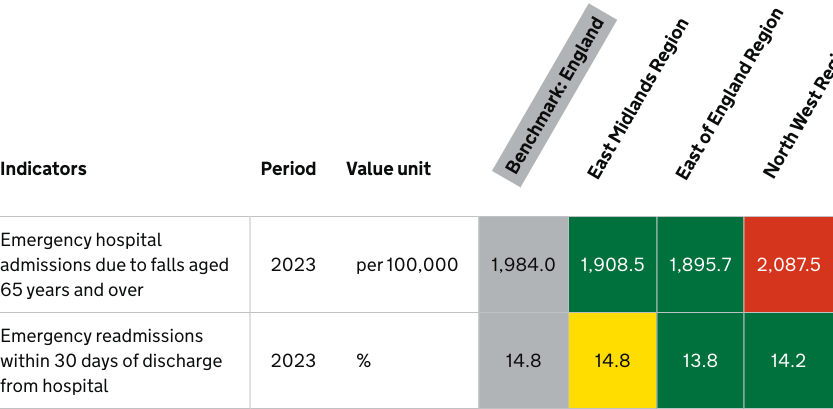 Benchmark: England
East Midlands Region
East of England Region
North West
Indicators Period Value unit
Emergency hospital
admissions due to falls aged
65 years and over
2023 per 100,000 1,984.0 1,908.5 1,895.7 2,087.5
Emergency readmissions
within 30 days of discharge
from hospital
2023 % 14.8 14.8 13.8 14.2